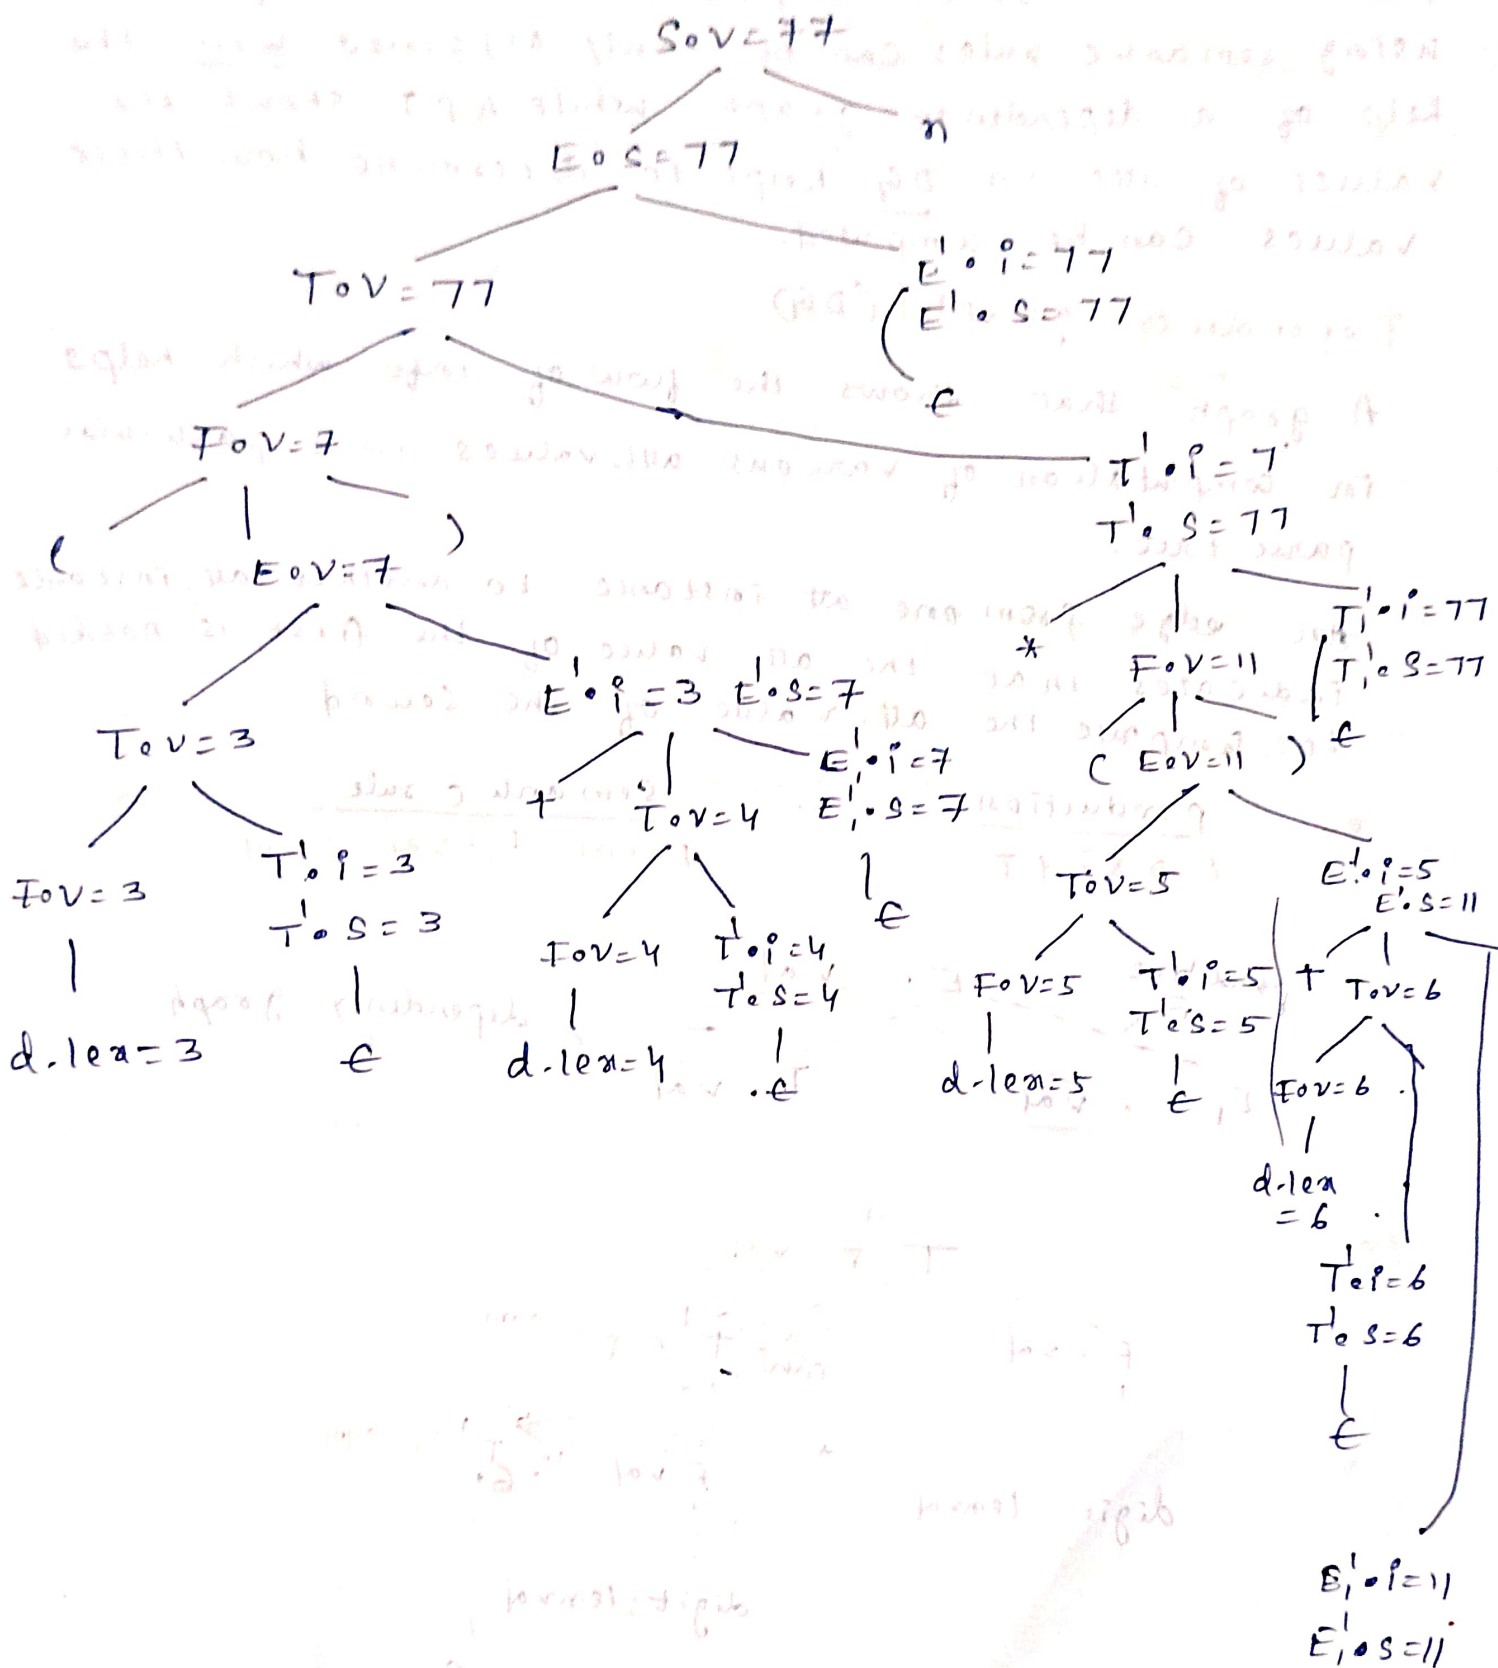 S.v=77
n
E.s=77
T.v=77
E'.i=77
E'.s=77
ϵ
F.v=7
T'.i=7
T'.s=77
( E.v=7 )
* F.v=11 T₁'.i=77
T₁'.s=77
ϵ
T.v=3
E'.i=3 E'.s=7
+ T.v=4 E₁'.i=7
E₁'.s=7
ϵ
( E.v=11 )
F.v=3 T'.i=3
T'.s=3
d.lex=3 ϵ
F.v=4 T'.i=4
T'.s=4
d.lex=4 ϵ
T.v=5 E'.i=5
E'.s=11
F.v=5 T'.i=5
T'.s=5
d.lex=5 ϵ
+ T.v=6
F.v=6
d.lex
=6
T'.i=6
T'.s=6
ϵ
E₁'.i=11
E₁'.s=11